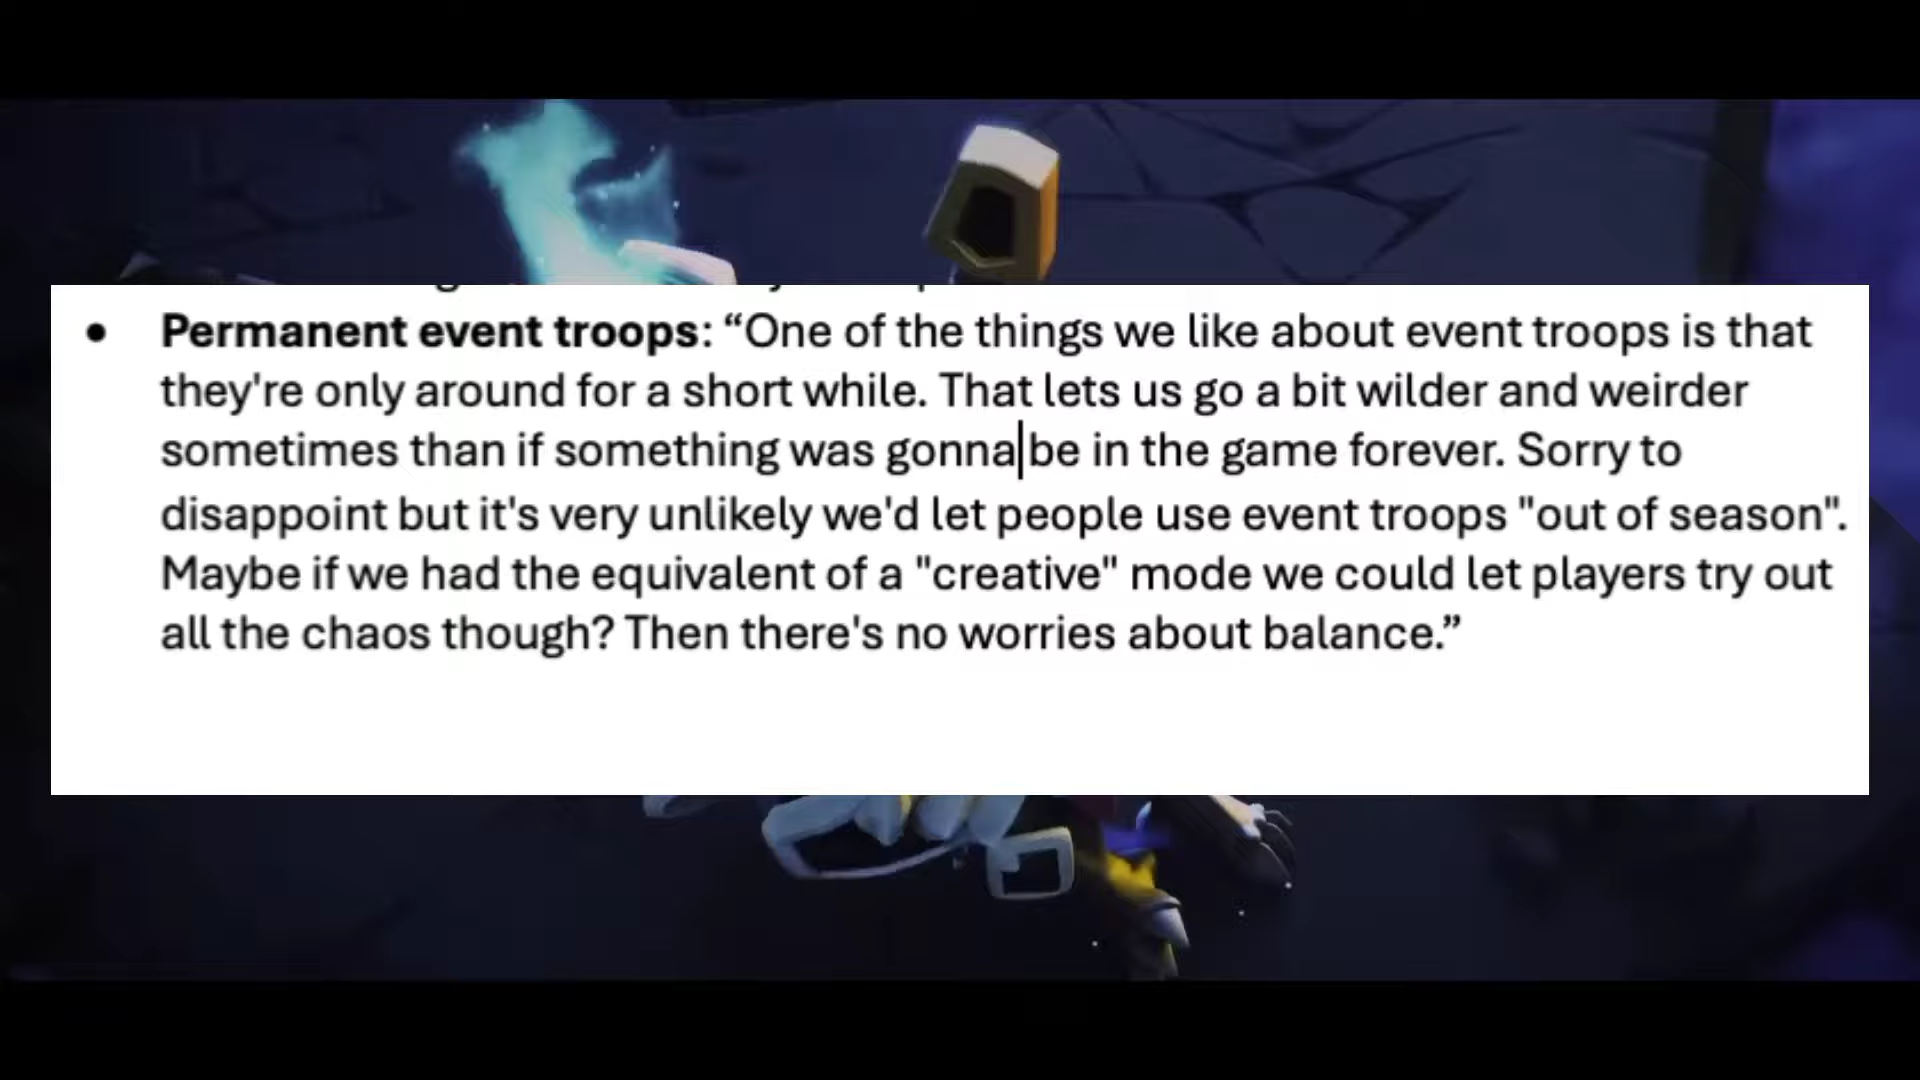 • Permanent event troops: “One of the things we like about event troops is that
they're only around for a short while. That lets us go a bit wilder and weirder
sometimes than if something was gonna be in the game forever. Sorry to
disappoint but it's very unlikely we'd let people use event troops "out of season".
Maybe if we had the equivalent of a "creative" mode we could let players try out
all the chaos though? Then there's no worries about balance.”